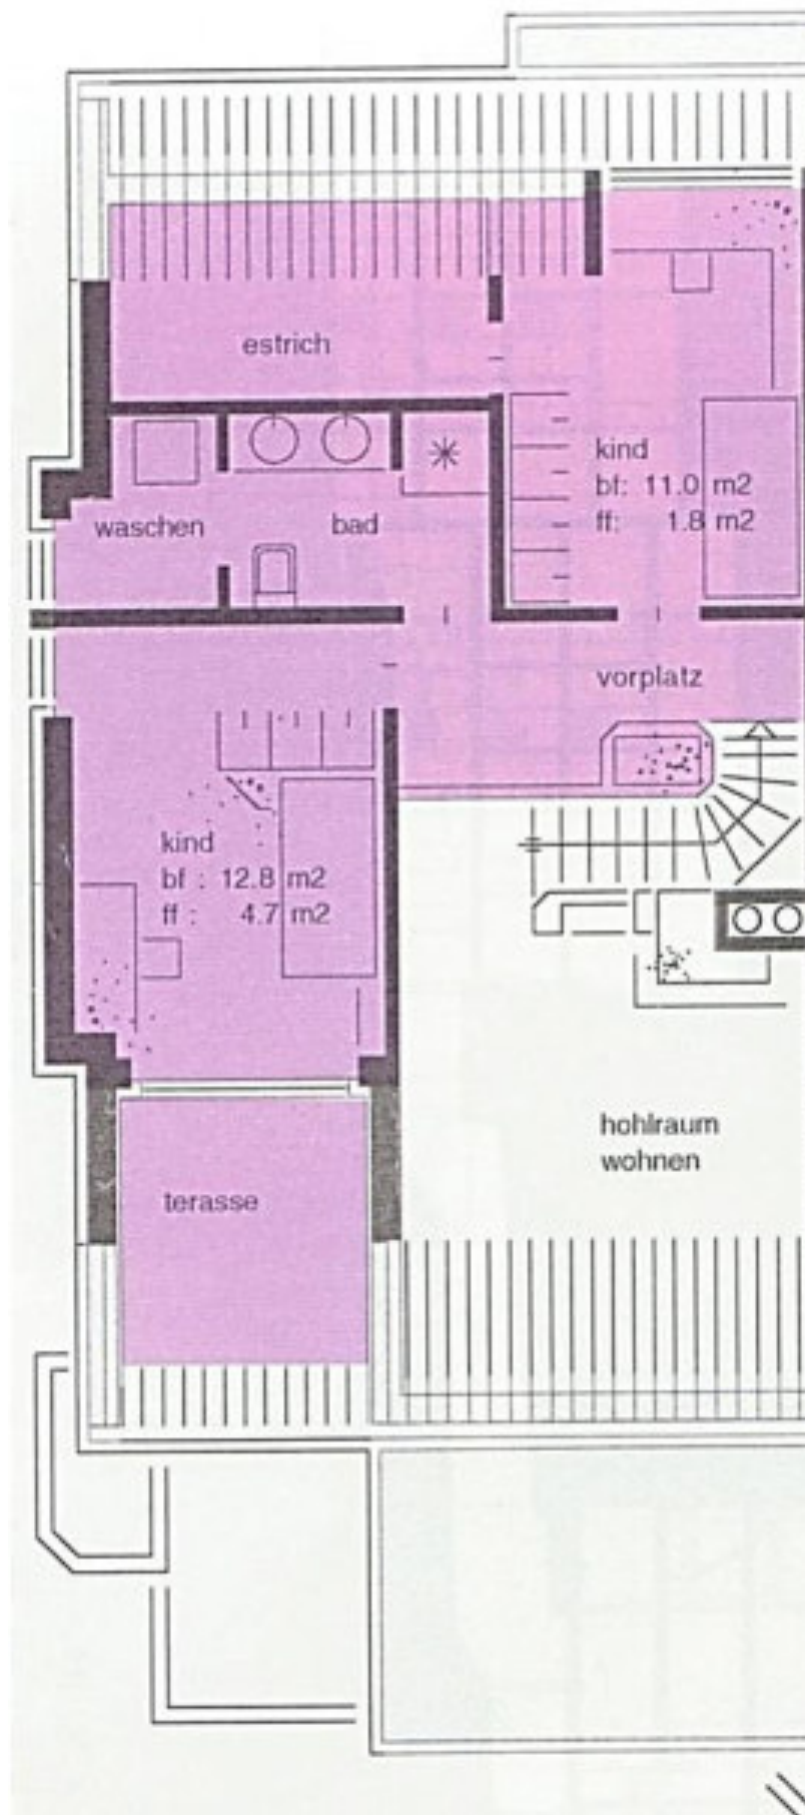 estrich
kind
bf: 11.0 m2
ff: 1.8 m2
waschen
bad
vorplatz
kind
bf : 12.8 m2
ff : 4.7 m2
hohlraum
wohnen
terasse